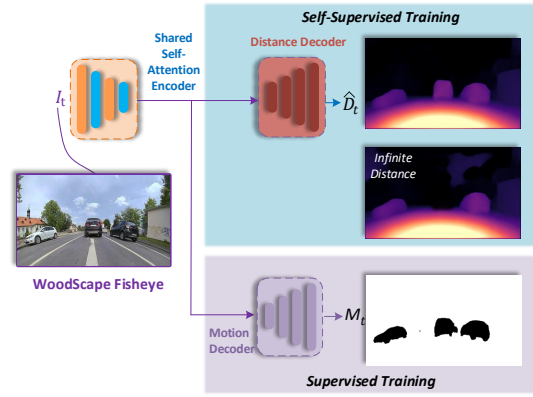 Self-Supervised Training
Shared
Self-
Attention
Encoder
Distance Decoder
I_t
D̂_t
Infinite
Distance
WoodScape Fisheye
Motion
Decoder
M_t
Supervised Training